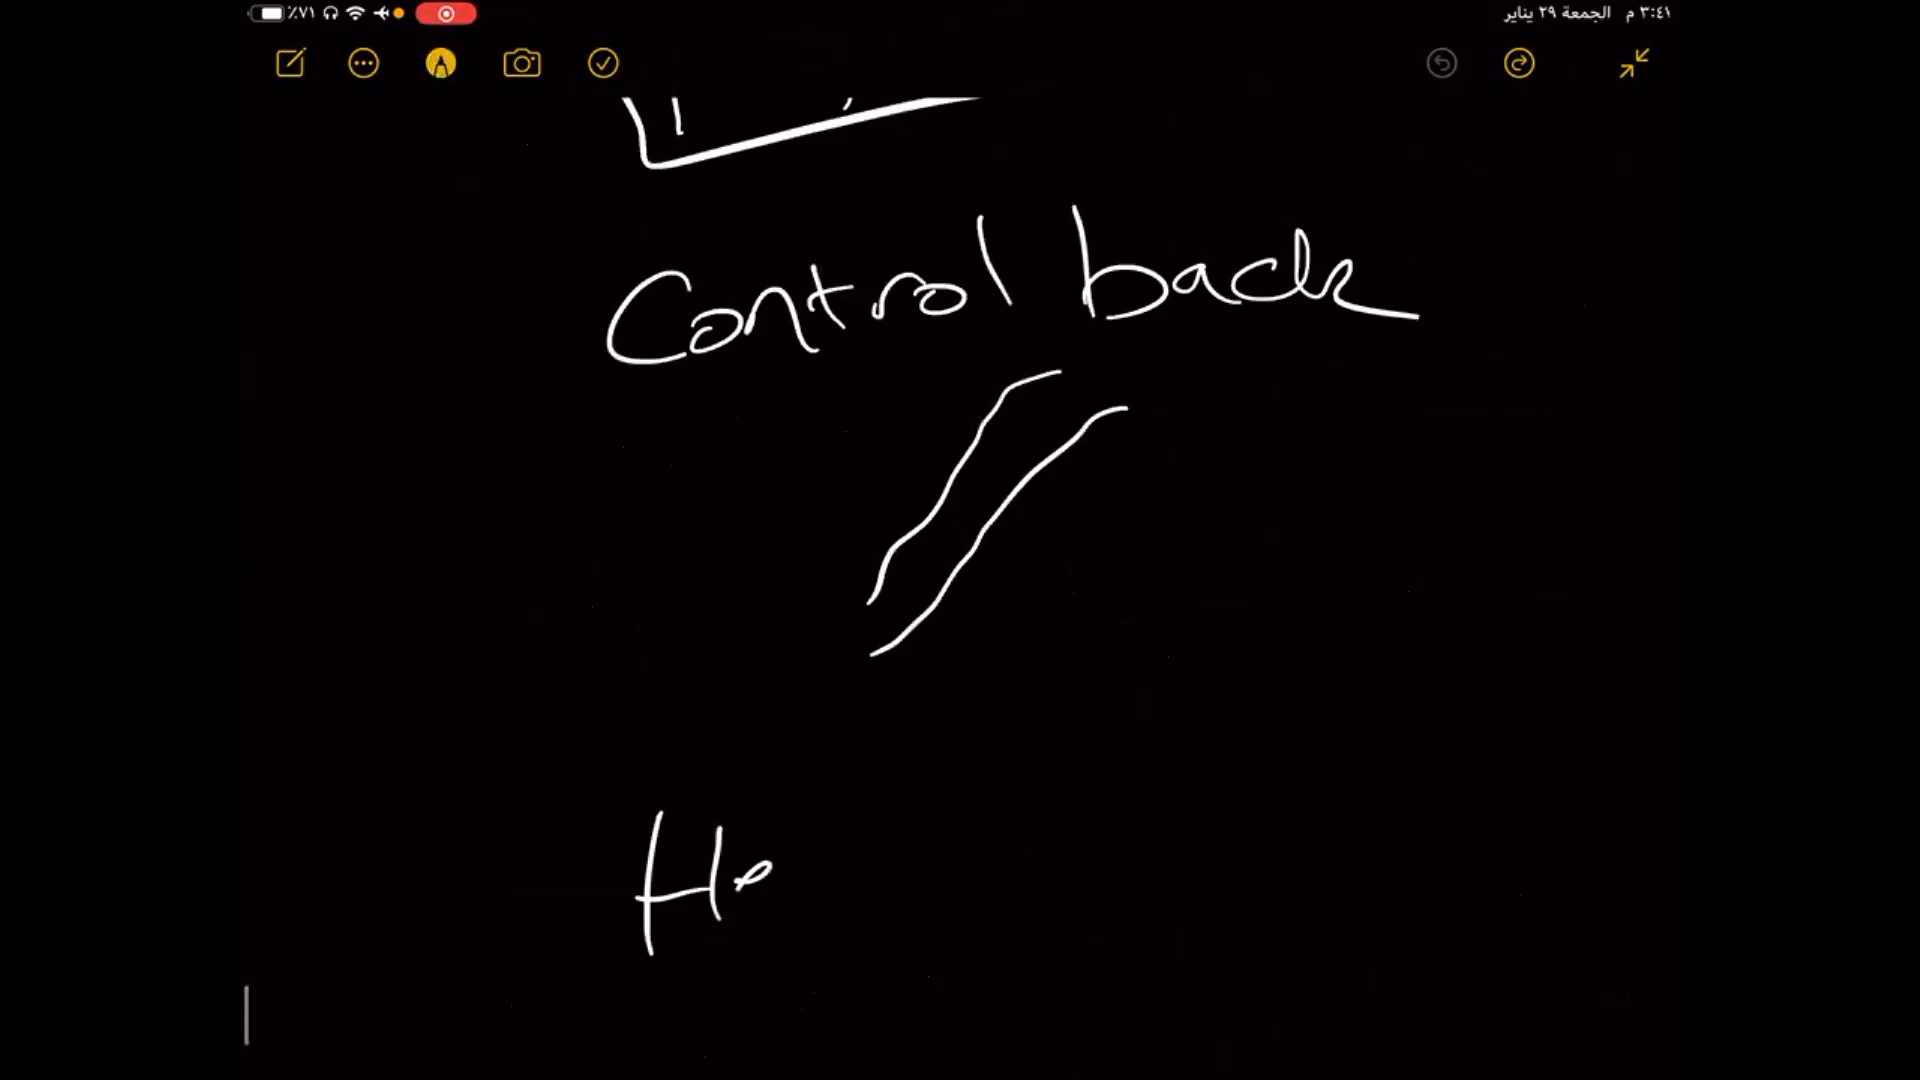 ٣:٤١ م الجمعة ٢٩ يناير ٪٧١
Control back
He